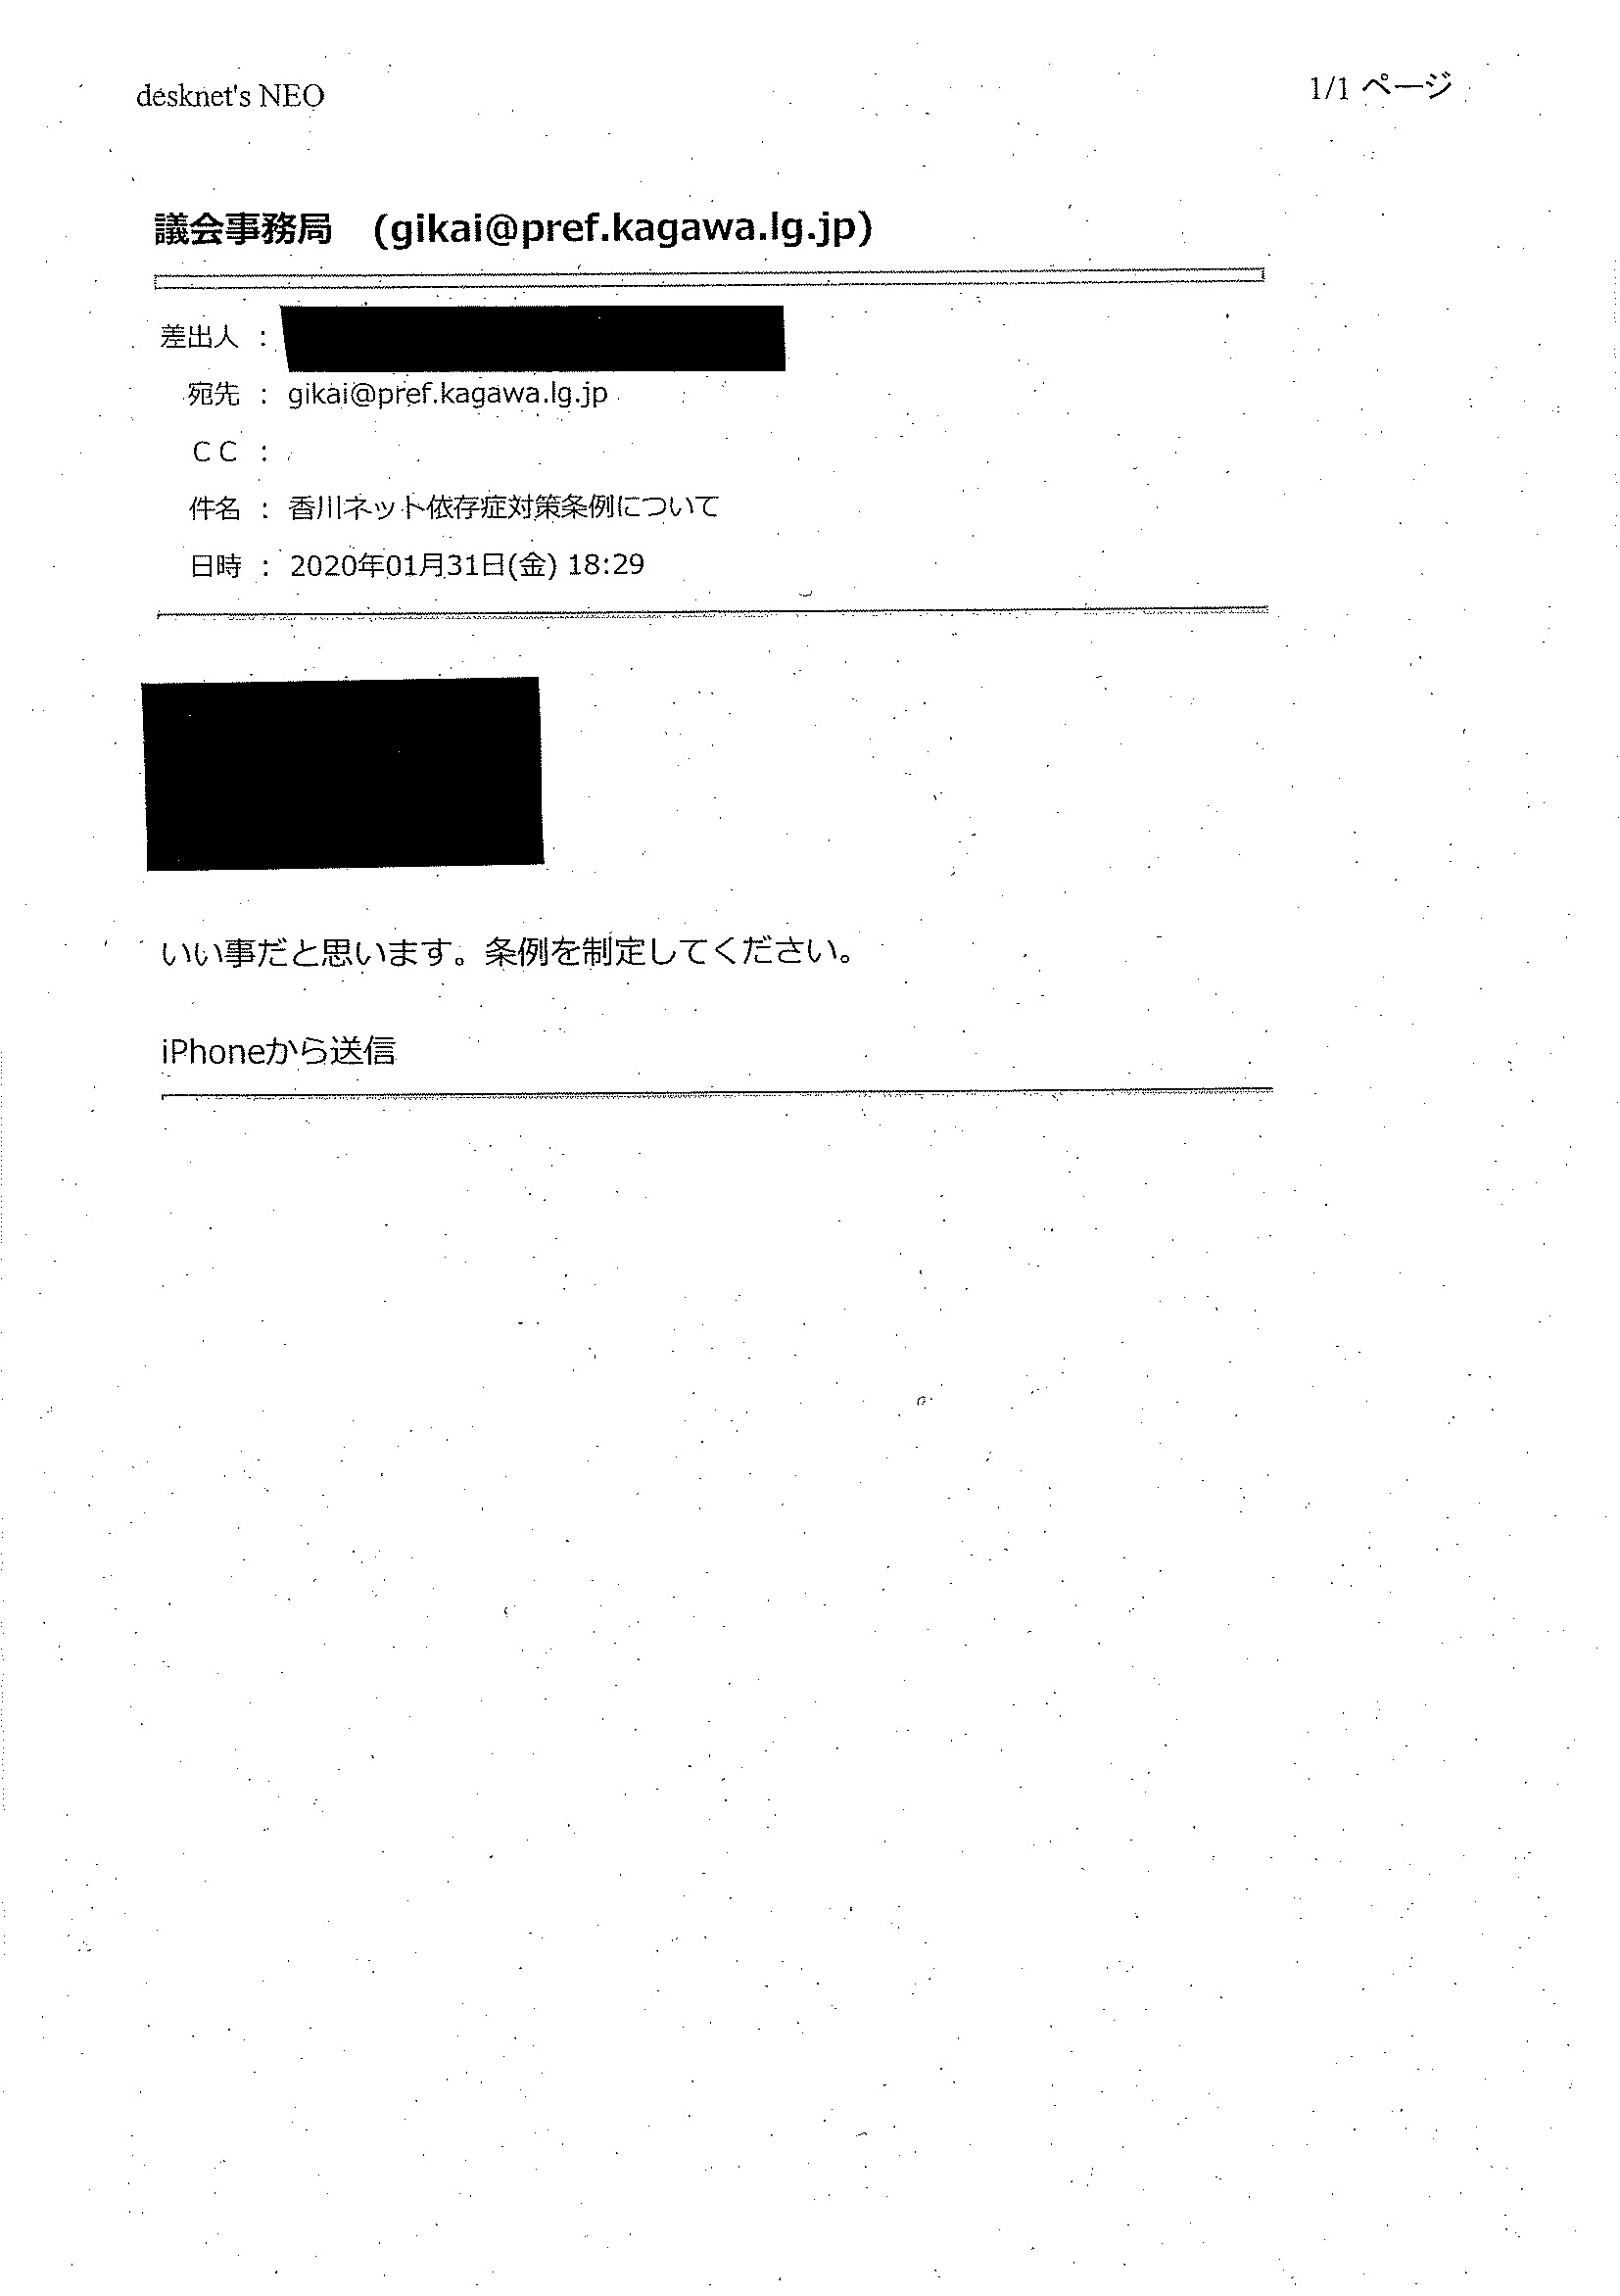 desknet's NEO
1/1 ページ
議会事務局　(gikai@pref.kagawa.lg.jp)
差出人 :
宛先 : gikai@pref.kagawa.lg.jp
ＣＣ :
件名 : 香川ネット依存症対策条例について
日時 : 2020年01月31日(金) 18:29
いい事だと思います。条例を制定してください。
iPhoneから送信